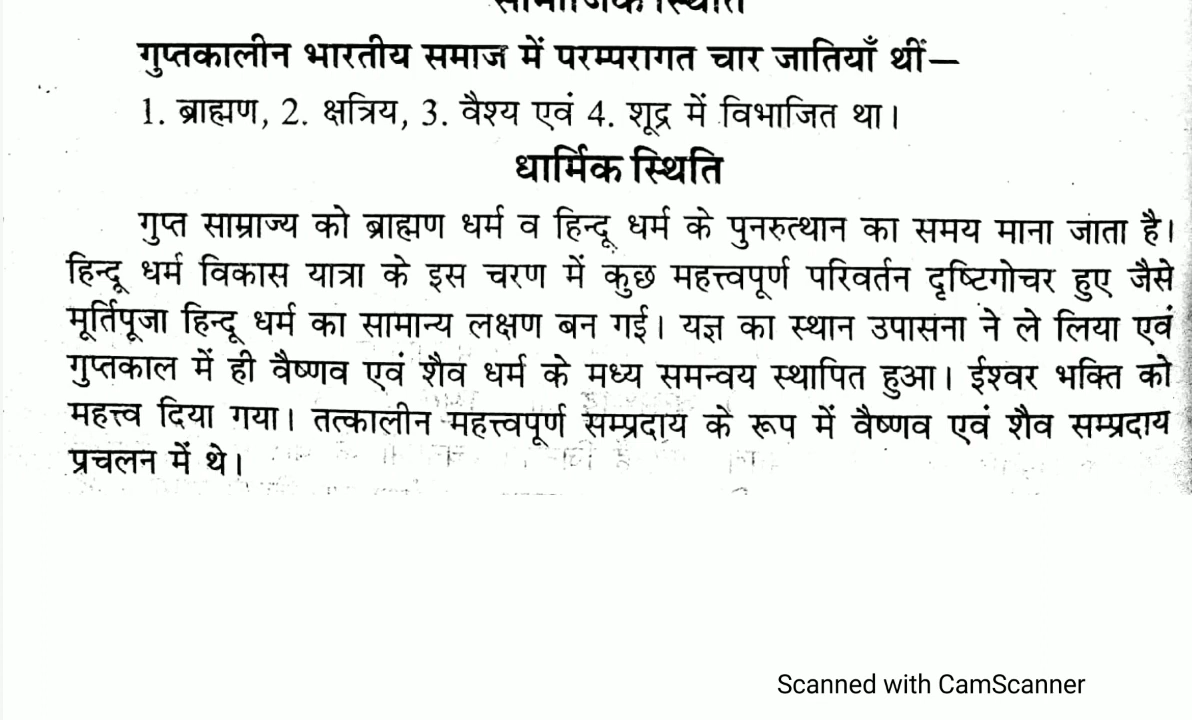 सामाजिक स्थिति
गुप्तकालीन भारतीय समाज में परम्परागत चार जातियाँ थीं—
1. ब्राह्मण, 2. क्षत्रिय, 3. वैश्य एवं 4. शूद्र में विभाजित था।
धार्मिक स्थिति
गुप्त साम्राज्य को ब्राह्मण धर्म व हिन्दू धर्म के पुनरुत्थान का समय माना जाता है।
हिन्दू धर्म विकास यात्रा के इस चरण में कुछ महत्त्वपूर्ण परिवर्तन दृष्टिगोचर हुए जैसे
मूर्तिपूजा हिन्दू धर्म का सामान्य लक्षण बन गई। यज्ञ का स्थान उपासना ने ले लिया एवं
गुप्तकाल में ही वैष्णव एवं शैव धर्म के मध्य समन्वय स्थापित हुआ। ईश्वर भक्ति को
महत्त्व दिया गया। तत्कालीन महत्त्वपूर्ण सम्प्रदाय के रूप में वैष्णव एवं शैव सम्प्रदाय
प्रचलन में थे।
Scanned with CamScanner